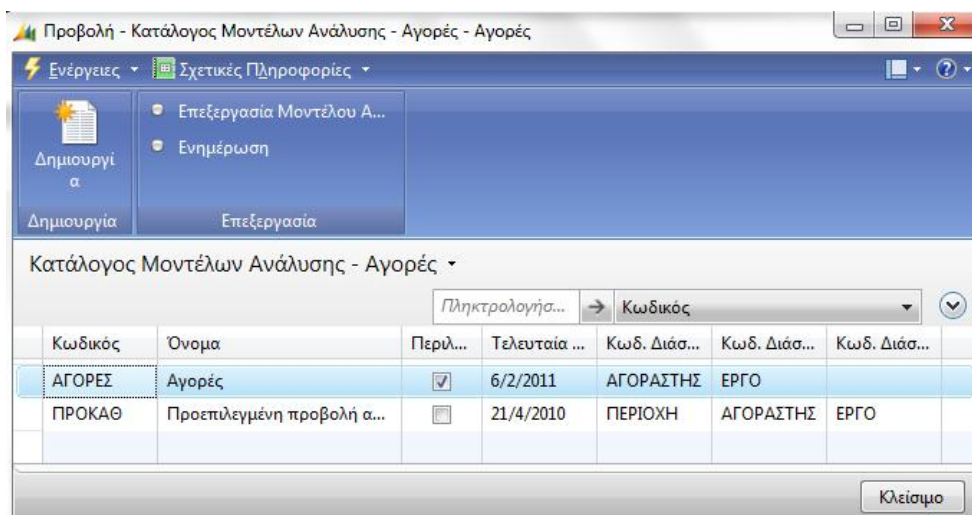 Προβολή - Κατάλογος Μοντέλων Ανάλυσης - Αγορές - Αγορές
Ενέργειες Σχετικές Πληροφορίες
Δημιουργί
α
Επεξεργασία Μοντέλου Α...
Ενημέρωση
Δημιουργία Επεξεργασία
Κατάλογος Μοντέλων Ανάλυσης - Αγορές
Πληκτρολογήσ... Κωδικός
Κωδικός Όνομα Περιλ... Τελευταία ... Κωδ. Διάσ... Κωδ. Διάσ... Κωδ. Διάσ...
ΑΓΟΡΕΣ Αγορές 6/2/2011 ΑΓΟΡΑΣΤΗΣ ΕΡΓΟ
ΠΡΟΚΑΘ Προεπιλεγμένη προβολή α... 21/4/2010 ΠΕΡΙΟΧΗ ΑΓΟΡΑΣΤΗΣ ΕΡΓΟ
Κλείσιμο